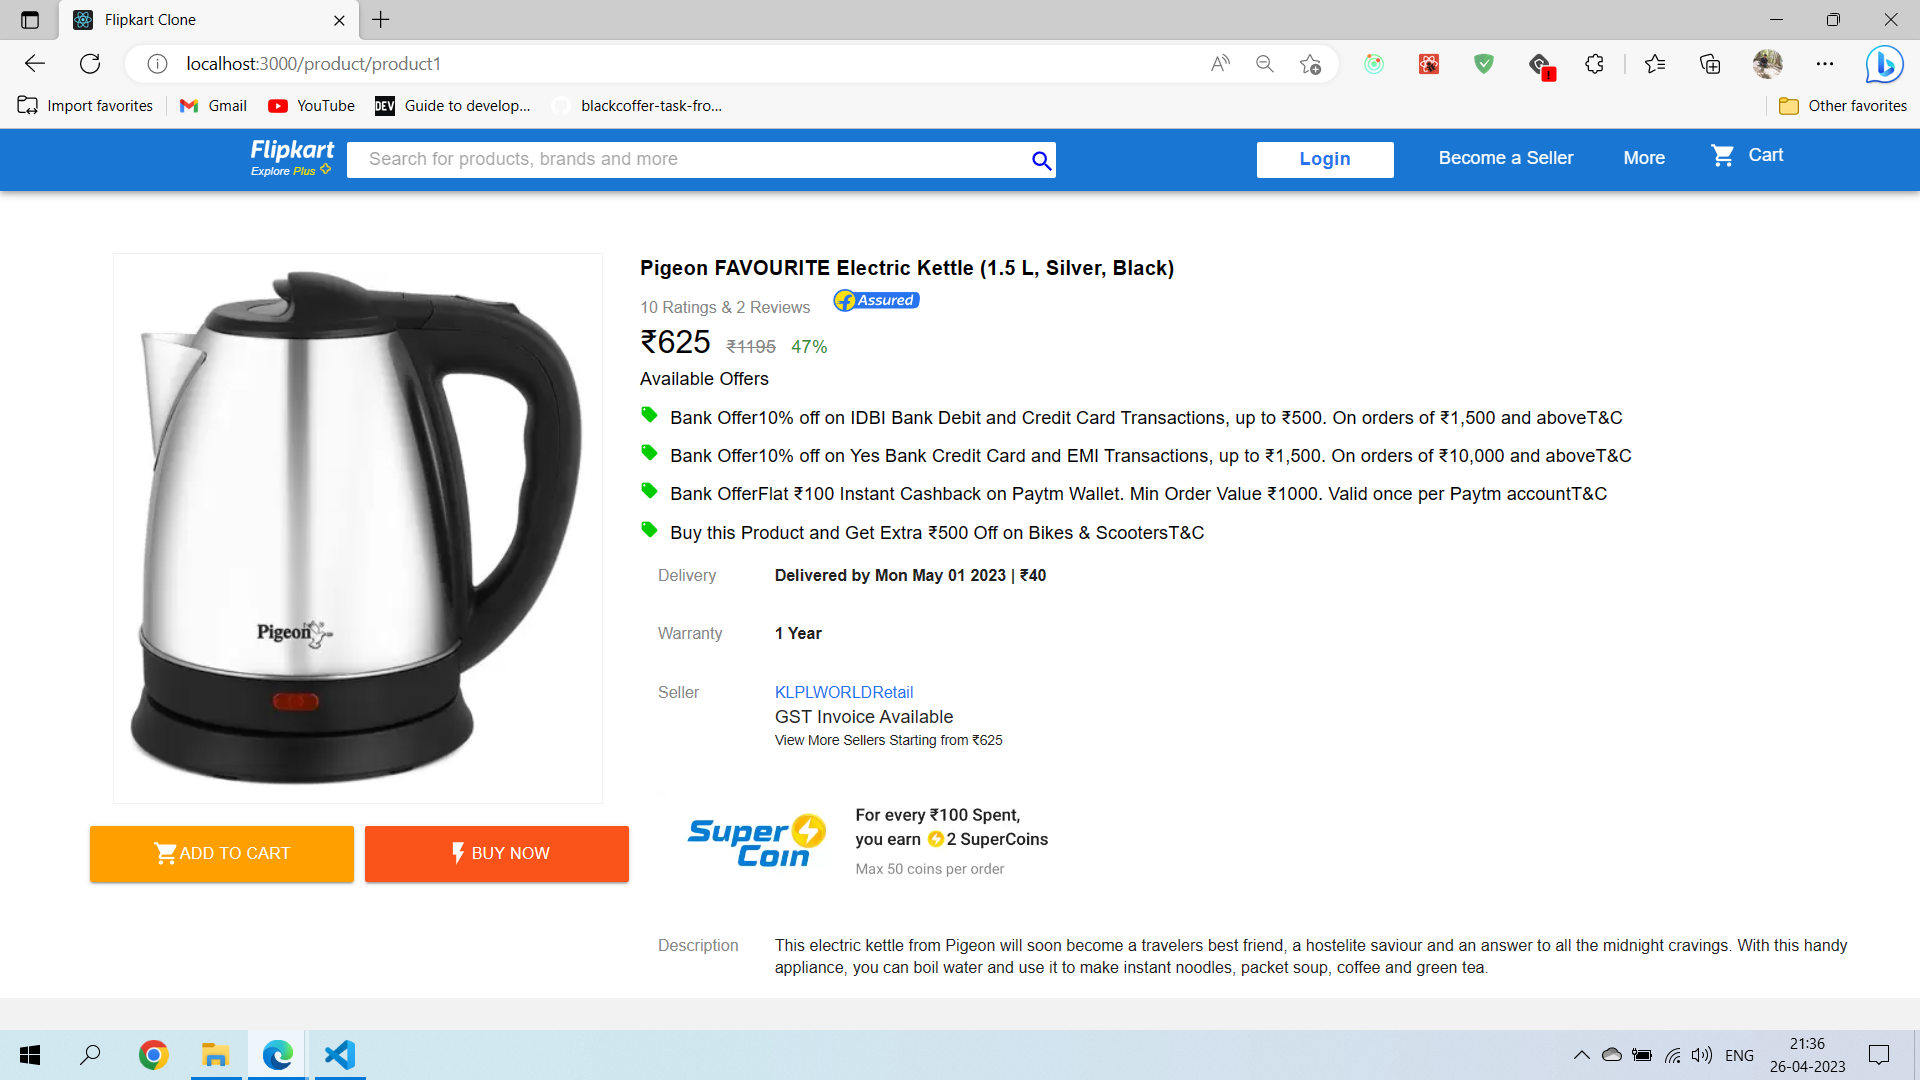 Flipkart Clone
localhost:3000/product/product1
Import favorites
Gmail
YouTube
DEV
Guide to develop...
blackcoffer-task-fro...
Other favorites
Flipkart
Explore Plus
Search for products, brands and more
Login
Become a Seller
More
Cart
Pigeon FAVOURITE Electric Kettle (1.5 L, Silver, Black)
10 Ratings & 2 Reviews
Assured
₹625 ₹1195 47%
Available Offers
Bank Offer10% off on IDBI Bank Debit and Credit Card Transactions, up to ₹500. On orders of ₹1,500 and aboveT&C
Bank Offer10% off on Yes Bank Credit Card and EMI Transactions, up to ₹1,500. On orders of ₹10,000 and aboveT&C
Bank OfferFlat ₹100 Instant Cashback on Paytm Wallet. Min Order Value ₹1000. Valid once per Paytm accountT&C
Buy this Product and Get Extra ₹500 Off on Bikes & ScootersT&C
Delivery
Delivered by Mon May 01 2023 | ₹40
Warranty
1 Year
Seller
KLPLWORLDRetail
GST Invoice Available
View More Sellers Starting from ₹625
Pigeon
ADD TO CART
BUY NOW
Super Coin
For every ₹100 Spent,
you earn 2 SuperCoins
Max 50 coins per order
Description
This electric kettle from Pigeon will soon become a travelers best friend, a hostelite saviour and an answer to all the midnight cravings. With this handy
appliance, you can boil water and use it to make instant noodles, packet soup, coffee and green tea.
ENG
21:36
26-04-2023